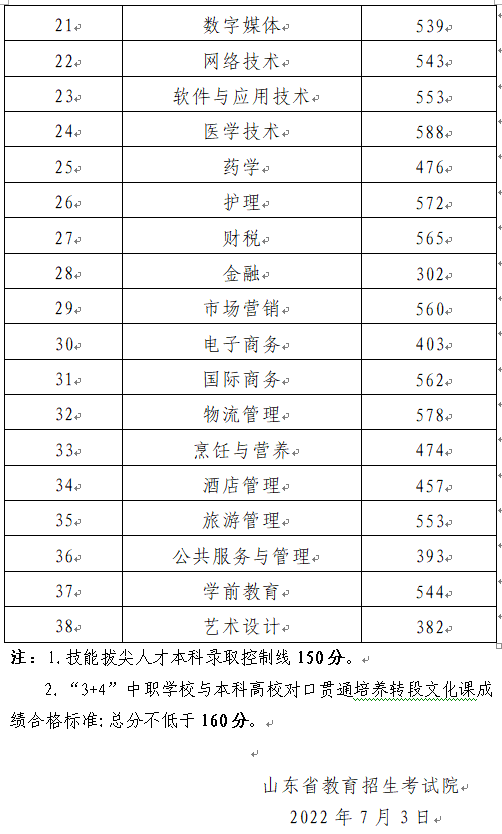 21 数字媒体 539
22 网络技术 543
23 软件与应用技术 553
24 医学技术 588
25 药学 476
26 护理 572
27 财税 565
28 金融 302
29 市场营销 560
30 电子商务 403
31 国际商务 562
32 物流管理 578
33 烹饪与营养 474
34 酒店管理 457
35 旅游管理 553
36 公共服务与管理 393
37 学前教育 544
38 艺术设计 382
注：1.技能拔尖人才本科录取控制线 150分。
2.“3+4”中职学校与本科高校对口贯通培养转段文化课成
绩合格标准:总分不低于 160分。
山东省教育招生考试院
2022 年 7 月 3日